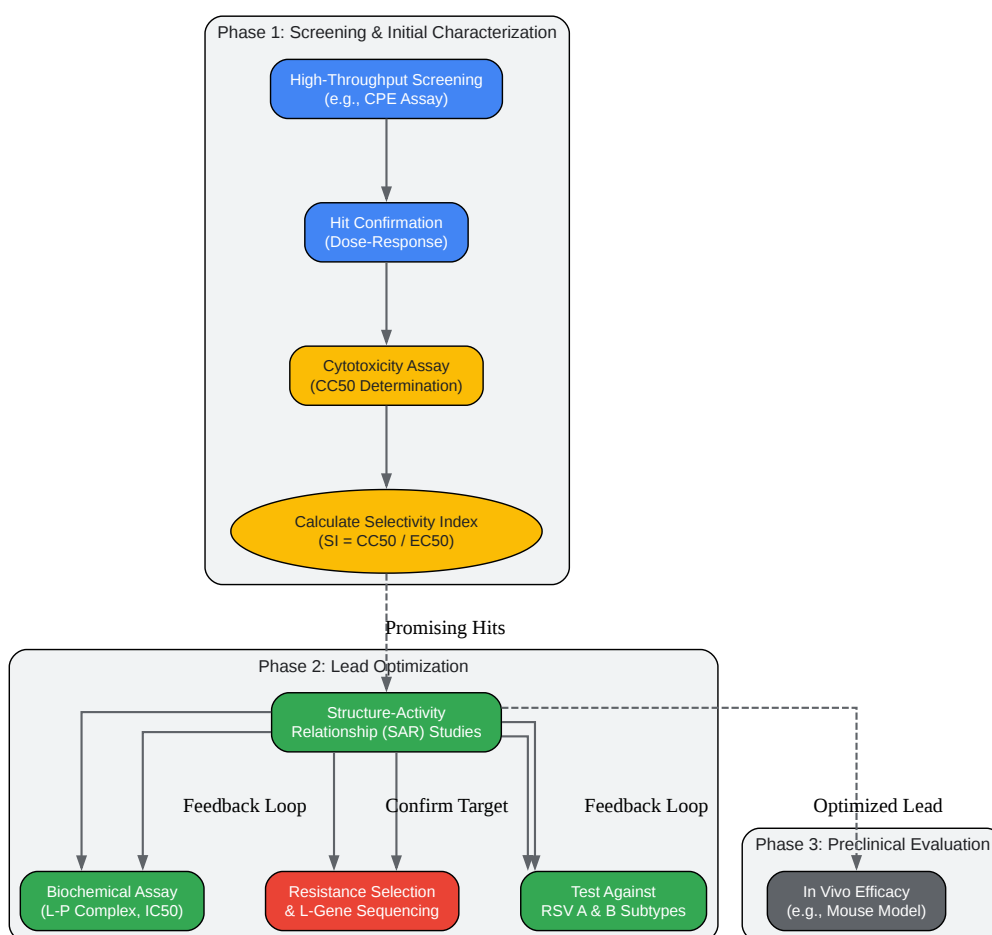 Phase 1: Screening & Initial Characterization
High-Throughput Screening
(e.g., CPE Assay)
Hit Confirmation
(Dose-Response)
Cytotoxicity Assay
(CC50 Determination)
Calculate Selectivity Index
(SI = CC50 / EC50)
Promising Hits
Phase 2: Lead Optimization
Structure-Activity
Relationship (SAR) Studies
Feedback Loop
Confirm Target
Feedback Loop
Optimized Lead
Phase 3: Preclinical Evaluation
Biochemical Assay
(L-P Complex, IC50)
Resistance Selection
& L-Gene Sequencing
Test Against
RSV A & B Subtypes
In Vivo Efficacy
(e.g., Mouse Model)